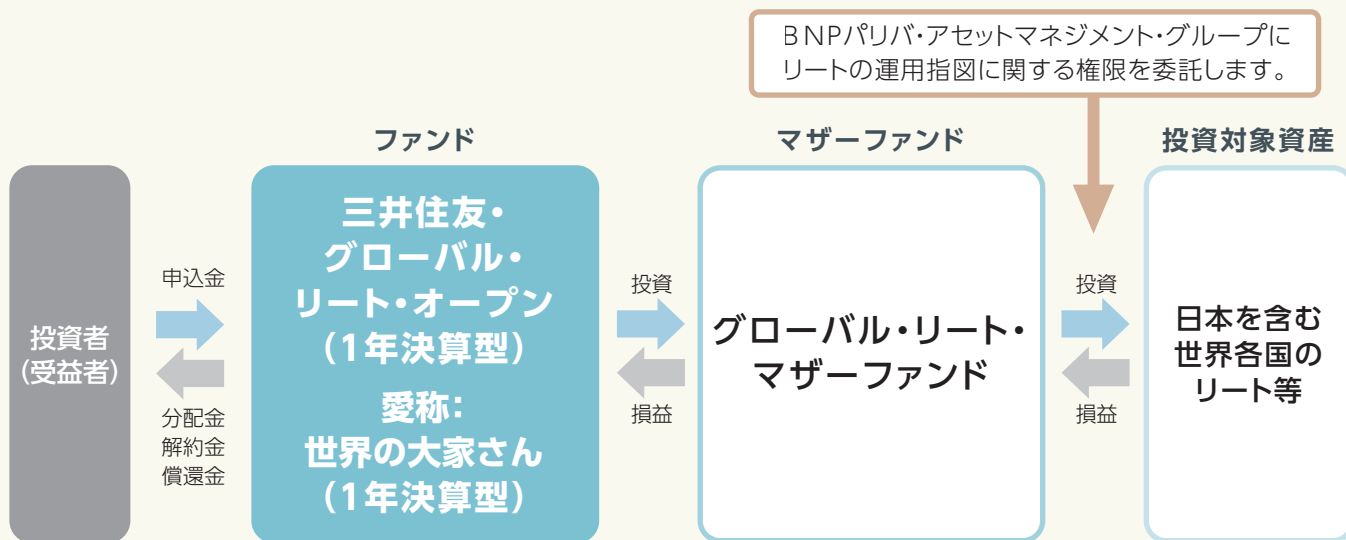 BNPパリバ・アセットマネジメント・グループに
リートの運用指図に関する権限を委託します。
ファンド
マザーファンド
投資対象資産
投資者
(受益者)
申込金
分配金
解約金
償還金
三井住友・
グローバル・
リート・オープン
(1年決算型)
愛称:
世界の大家さん
(1年決算型)
投資
損益
グローバル・リート・
マザーファンド
投資
損益
日本を含む
世界各国の
リート等